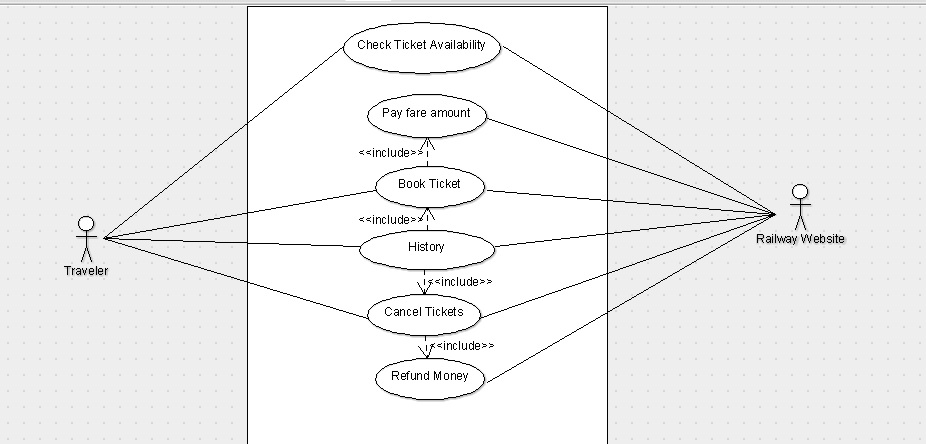 Check Ticket Availability
Pay fare amount
<<include>>
Book Ticket
<<include>>
History
<<include>>
Cancel Tickets
<<include>>
Refund Money
Traveler
Railway Website